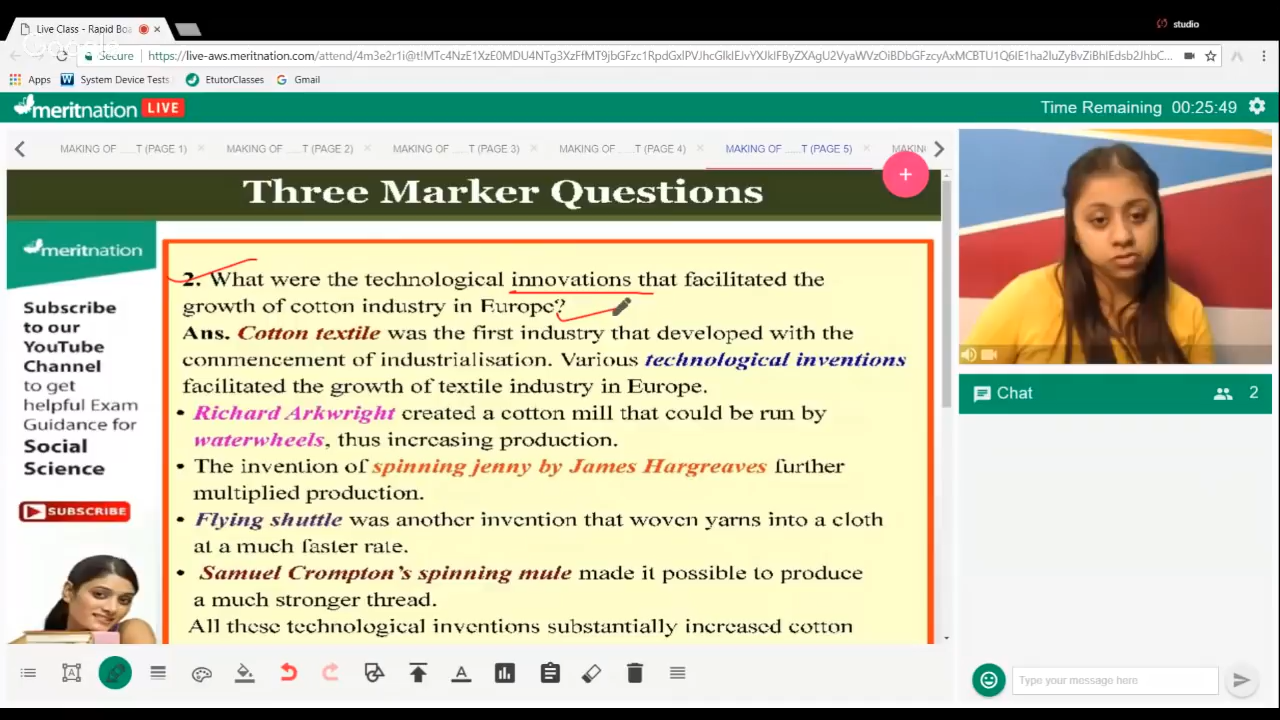 studio
Live Class - Rapid Boa
Secure
https://live-aws.meritnation.com/attend/
Apps System Device Tests EtutorClasses Gmail
meritnation LIVE
Time Remaining 00:25:49
MAKING OF ....T (PAGE 1) MAKING OF ....T (PAGE 2) MAKING OF ....T (PAGE 3) MAKING OF ....T (PAGE 4) MAKING OF ....T (PAGE 5) MAKIN
Three Marker Questions
meritnation
Subscribe
to our
YouTube
Channel
to get
helpful Exam
Guidance for
Social
Science
SUBSCRIBE
2. What were the technological innovations that facilitated the
growth of cotton industry in Europe?
Ans. Cotton textile was the first industry that developed with the
commencement of industrialisation. Various technological inventions
facilitated the growth of textile industry in Europe.
• Richard Arkwright created a cotton mill that could be run by
waterwheels, thus increasing production.
• The invention of spinning jenny by James Hargreaves further
multiplied production.
• Flying shuttle was another invention that woven yarns into a cloth
at a much faster rate.
• Samuel Crompton's spinning mule made it possible to produce
a much stronger thread.
All these technological inventions substantially increased cotton
Chat 2
Type your message here